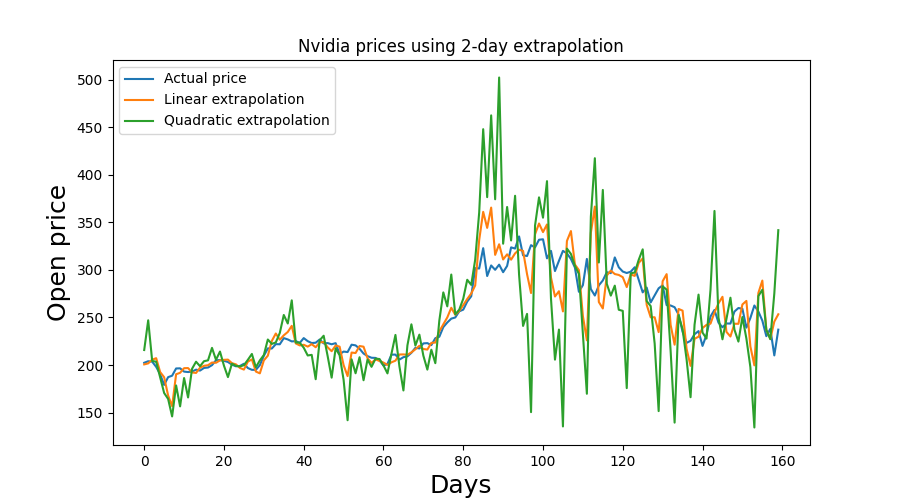 Nvidia prices using 2-day extrapolation
Actual price
Linear extrapolation
Quadratic extrapolation
Open price
500
450
400
350
300
250
200
150
0 20 40 60 80 100 120 140 160
Days